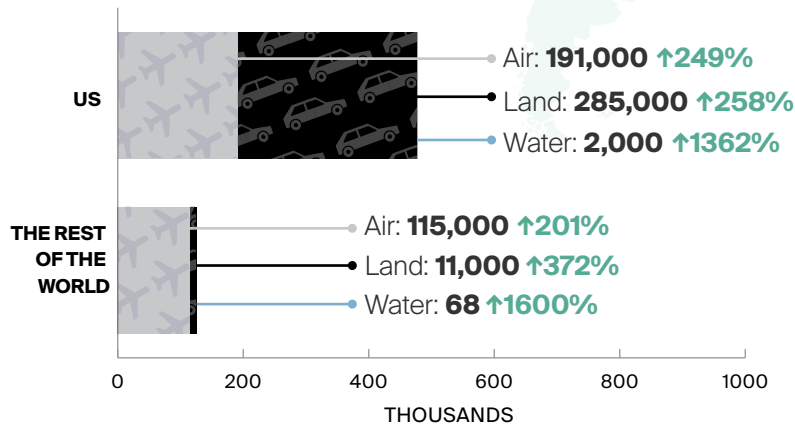 US
Air: 191,000 ↑249%
Land: 285,000 ↑258%
Water: 2,000 ↑1362%
THE REST
OF THE
WORLD
Air: 115,000 ↑201%
Land: 11,000 ↑372%
Water: 68 ↑1600%
0 200 400 600 800 1000
THOUSANDS